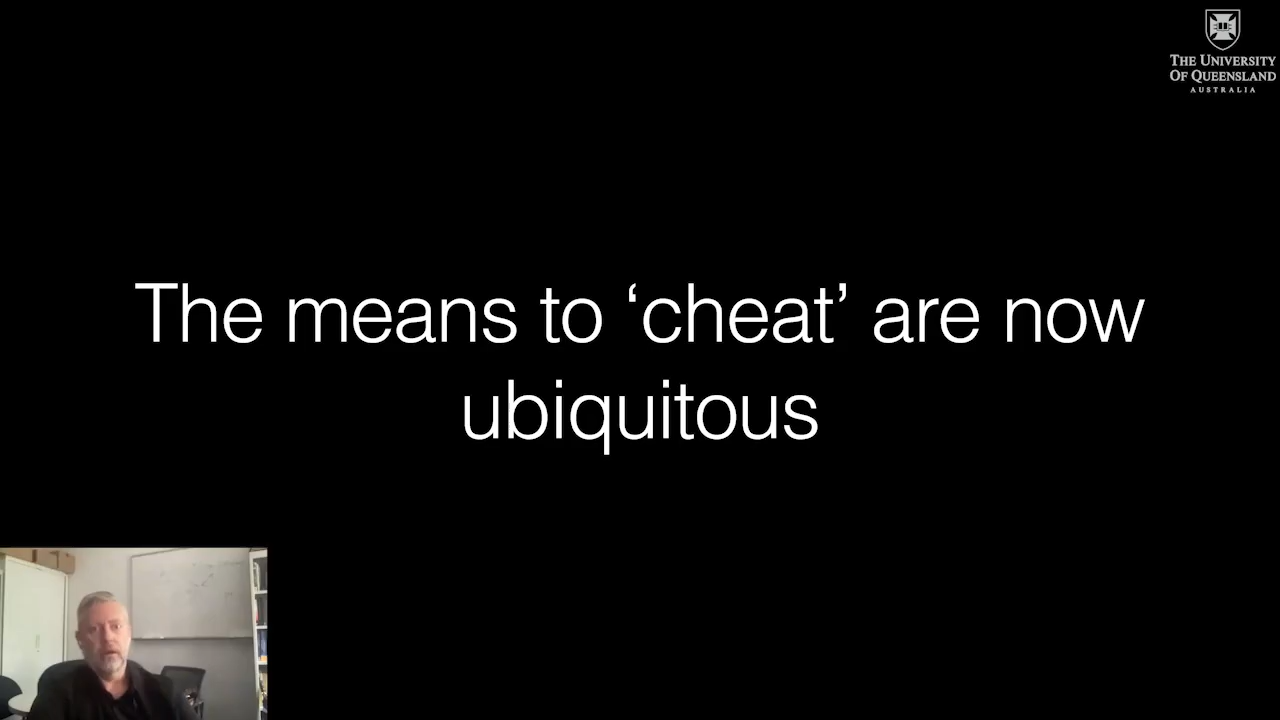 THE UNIVERSITY
OF QUEENSLAND
AUSTRALIA
The means to ‘cheat’ are now
ubiquitous